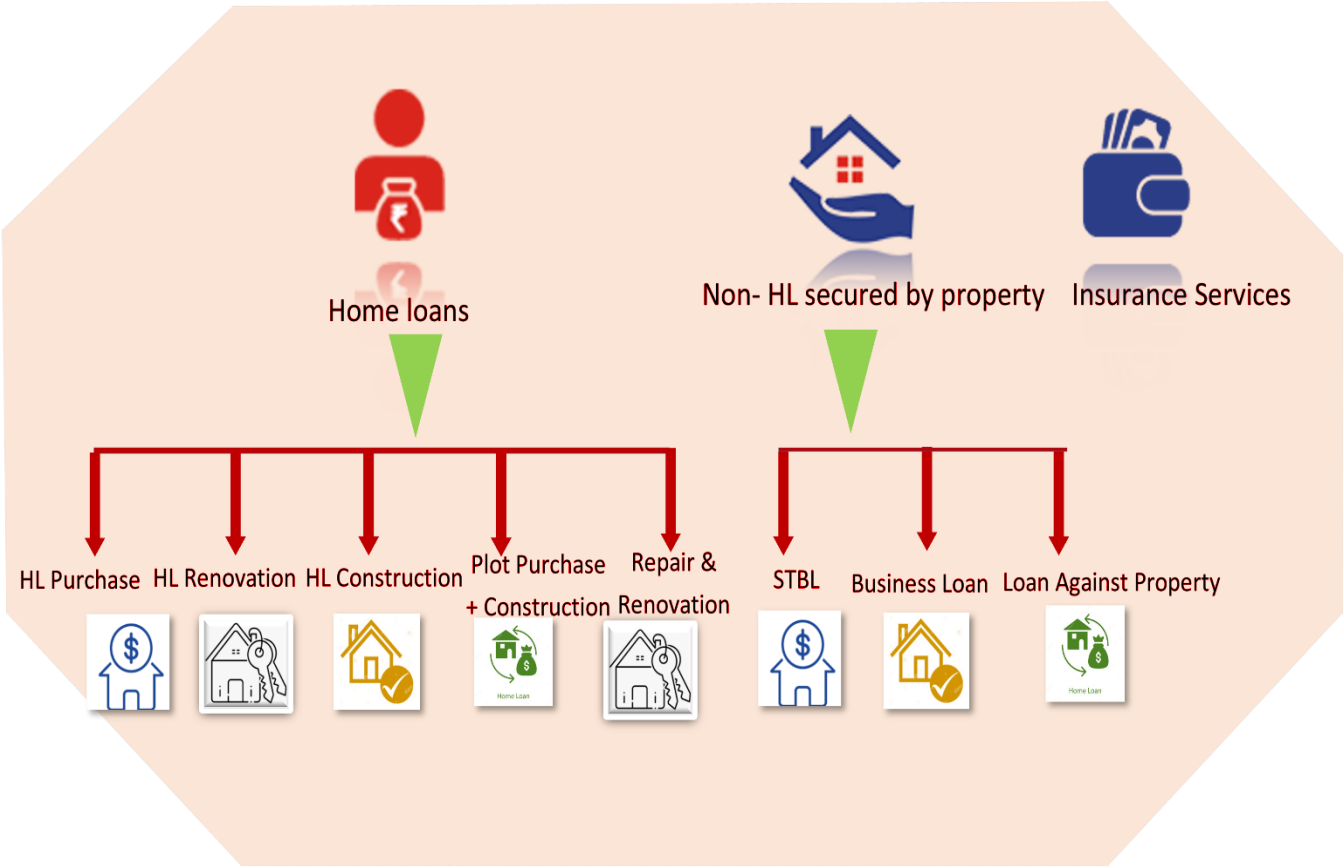 Home loans
Non- HL secured by property
Insurance Services
HL Purchase
HL Renovation
HL Construction
Plot Purchase
+ Construction
Repair &
Renovation
STBL
Business Loan
Loan Against Property
₹
$
$
Home Loan
$
$
Home Loan
$